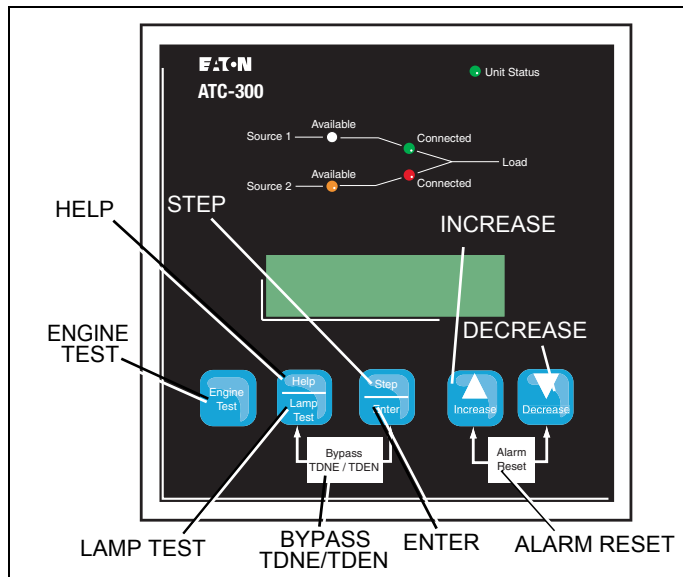 EATON
ATC-300
Unit Status
Available
Source 1
Connected
Load
Available
Source 2
Connected
HELP
STEP
INCREASE
ENGINE
TEST
DECREASE
Engine
Test
Help
Lamp
Test
Step
Enter
Increase
Decrease
Bypass
TDNE / TDEN
Alarm
Reset
LAMP TEST
BYPASS
TDNE/TDEN
ENTER
ALARM RESET